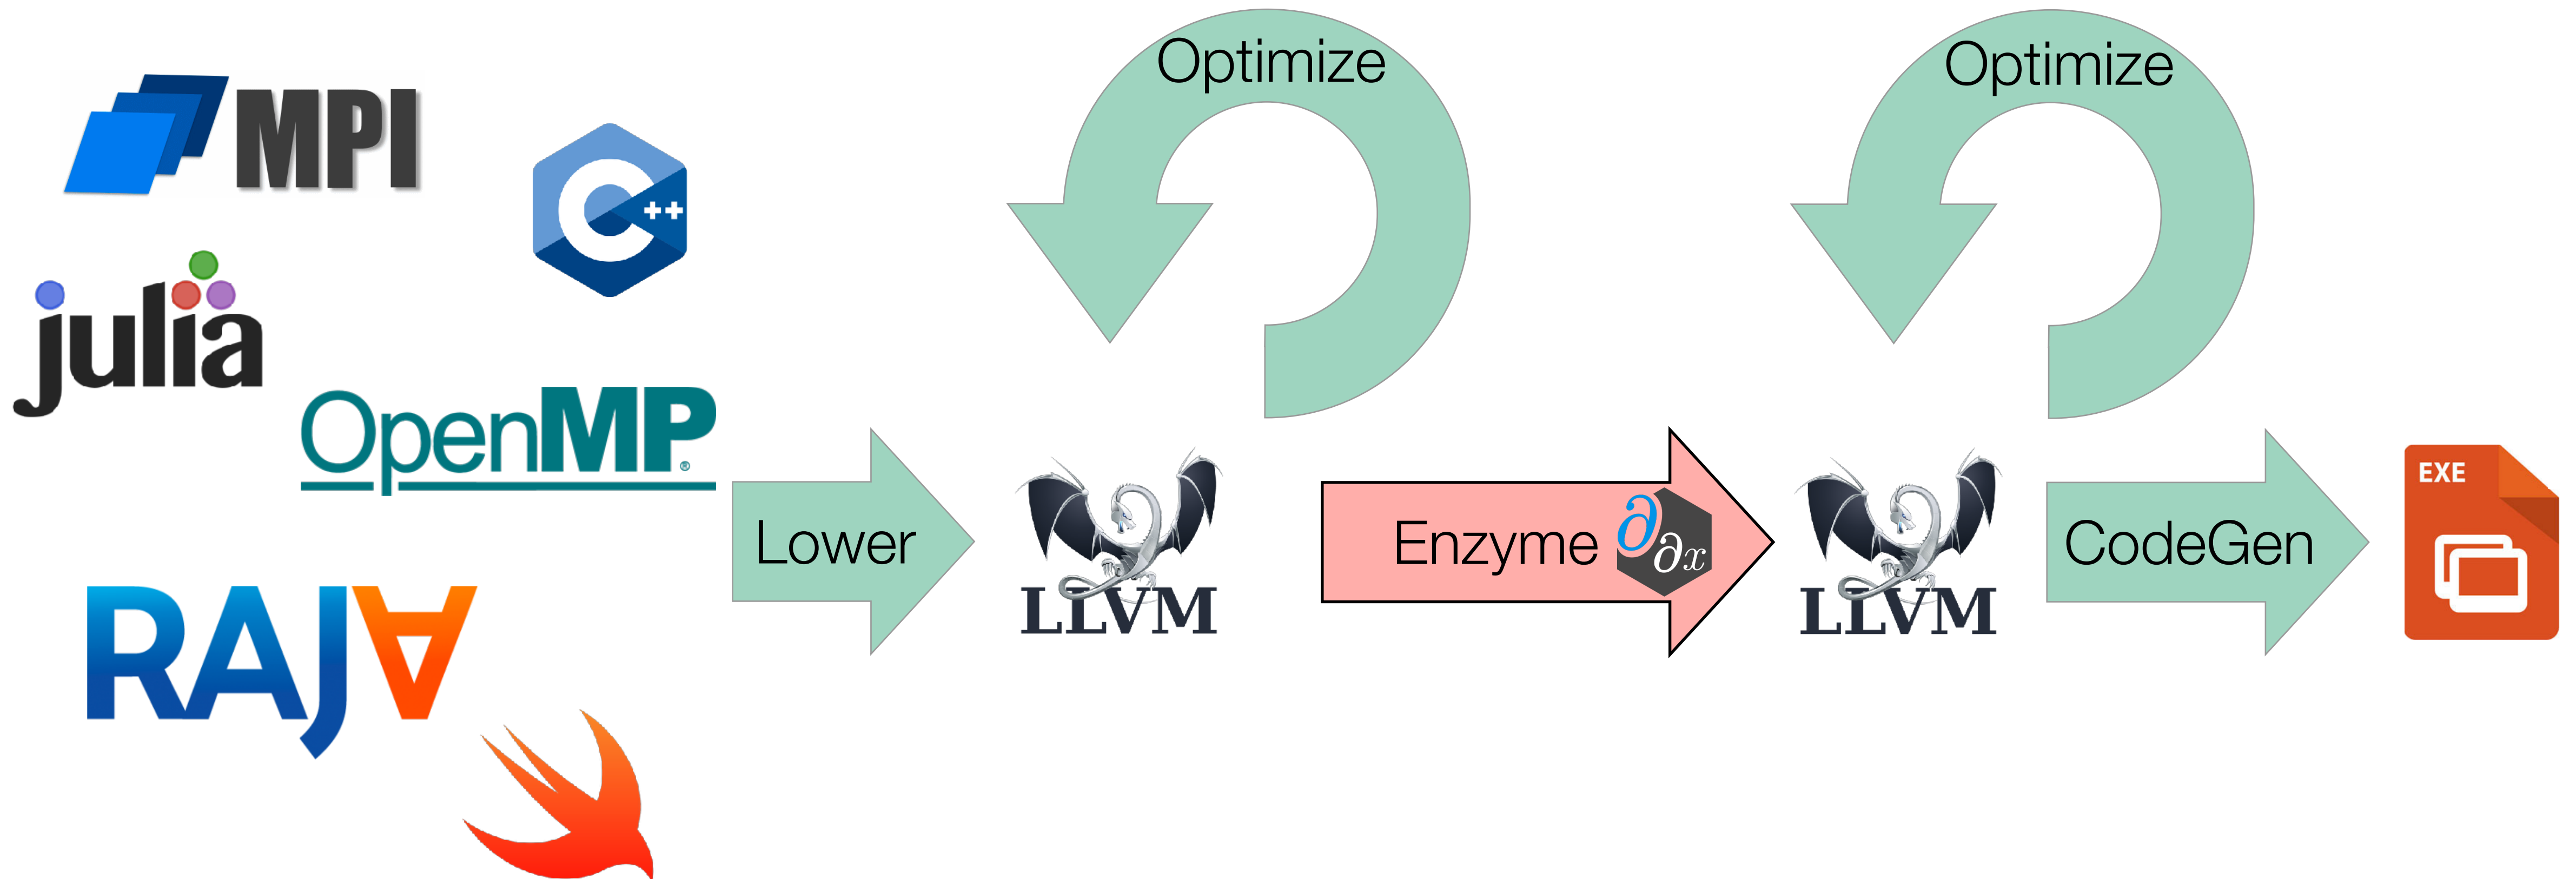 MPI
C++
julia
OpenMP®
RAJA
Lower
Optimize
LLVM
Enzyme ∂ ∂x
Optimize
LLVM
CodeGen
EXE